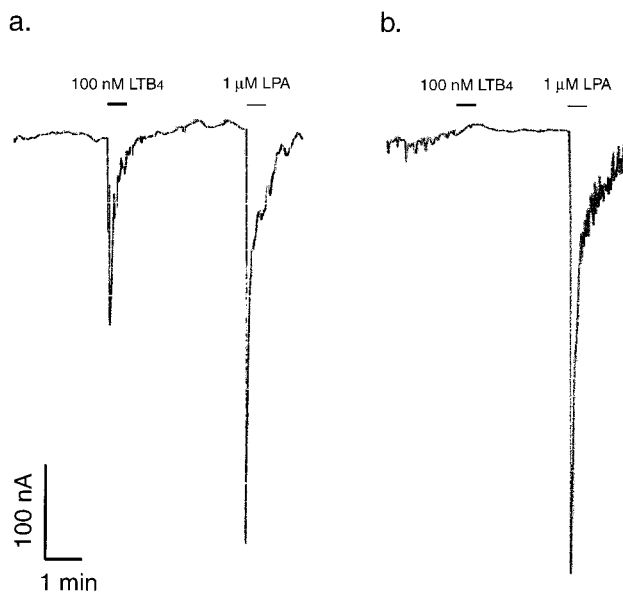 a.
b.
100 nM LTB4
1 μM LPA
100 nM LTB4
1 μM LPA
100 nA
1 min